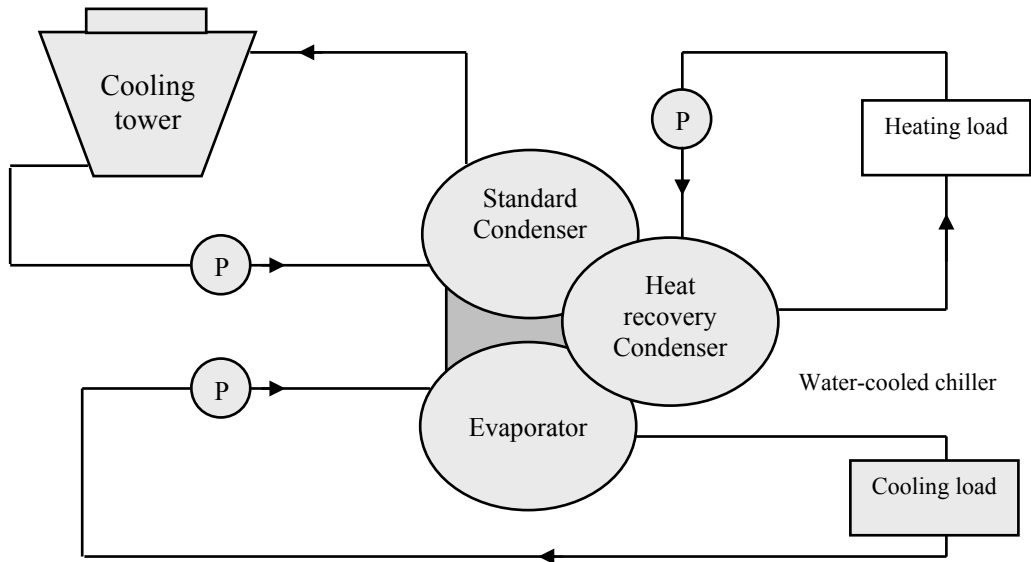 Cooling
tower
P
Heating load
Standard
Condenser
P
Heat
recovery
Condenser
P
Water-cooled chiller
Evaporator
Cooling load